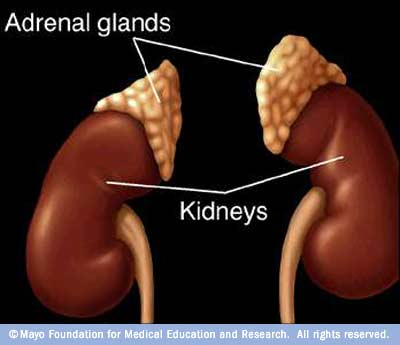 Adrenal glands
Kidneys
© Mayo Foundation for Medical Education and Research. All rights reserved.